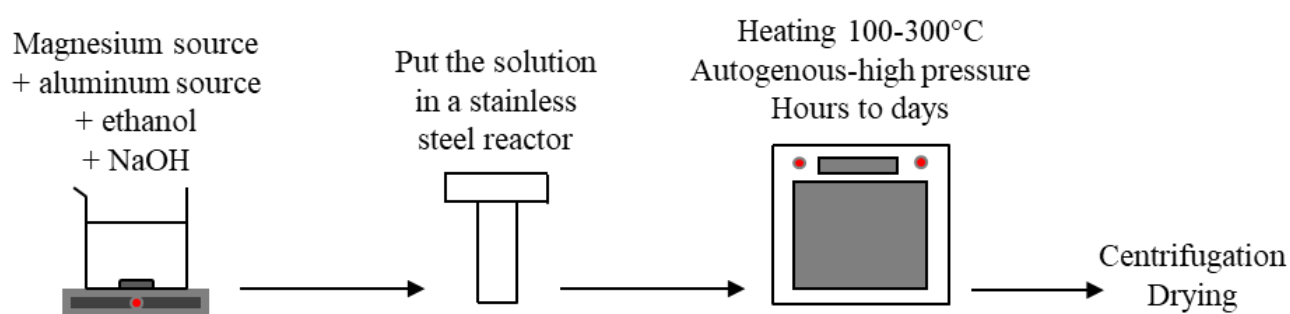 Magnesium source
+ aluminum source
+ ethanol
+ NaOH
Put the solution
in a stainless
steel reactor
Heating 100-300°C
Autogenous-high pressure
Hours to days
Centrifugation
Drying